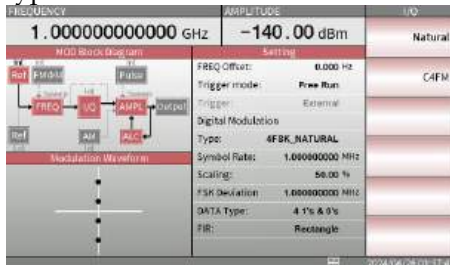 FREQUENCY AMPLITUDE I/Q
1.000000000000 GHz -140.00 dBm
Natural
C4FM
MOD Block Diagram
Ref FM/ΦM Pulse
FREQ I/Q AMPL Output
Ref AM ALC
Modulation Waveform
Setting
FREQ Offset: 0.000 Hz
Trigger mode: Free Run
Trigger: External
Digital Modulation
Type: 4FSK_NATURAL
Symbol Rate: 1.000000000 MHz
Scaling: 50.00 %
FSK Deviation 1.000000000 MHz
DATA Type: 4 1's & 0's
FIR: Rectangle